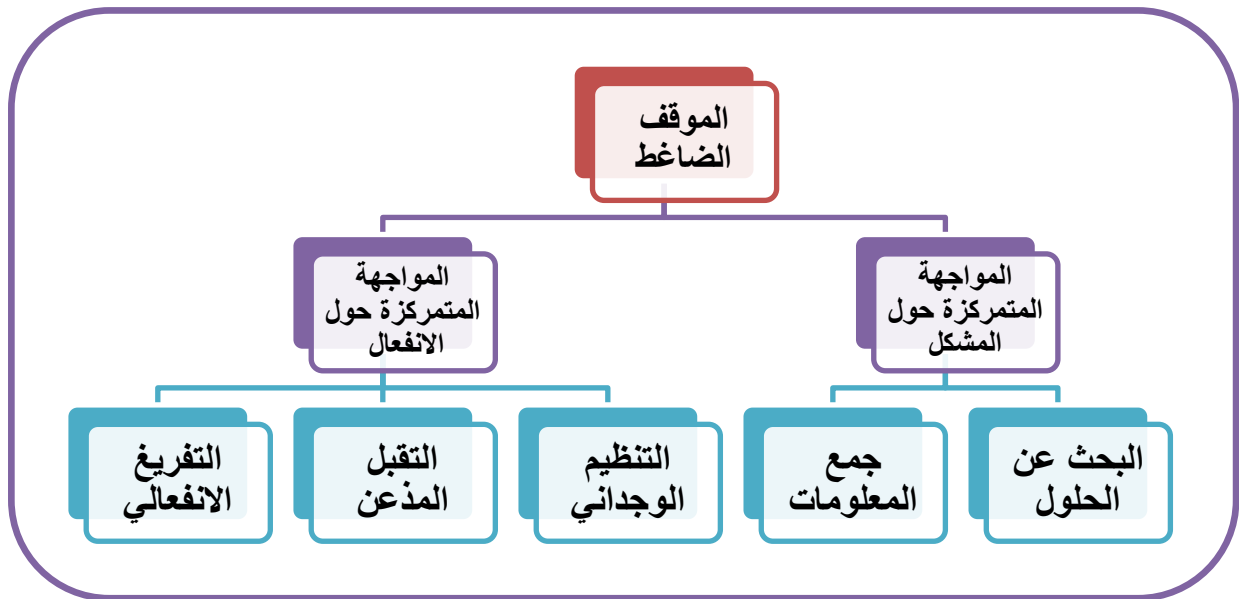 الموقف
الضاغط
المواجهة
المتمركزة حول
المشكل
المواجهة
المتمركزة حول
الانفعال
البحث عن
الحلول
جمع
المعلومات
التنظيم
الوجداني
التقبل
المذعن
التفريغ
الانفعالي